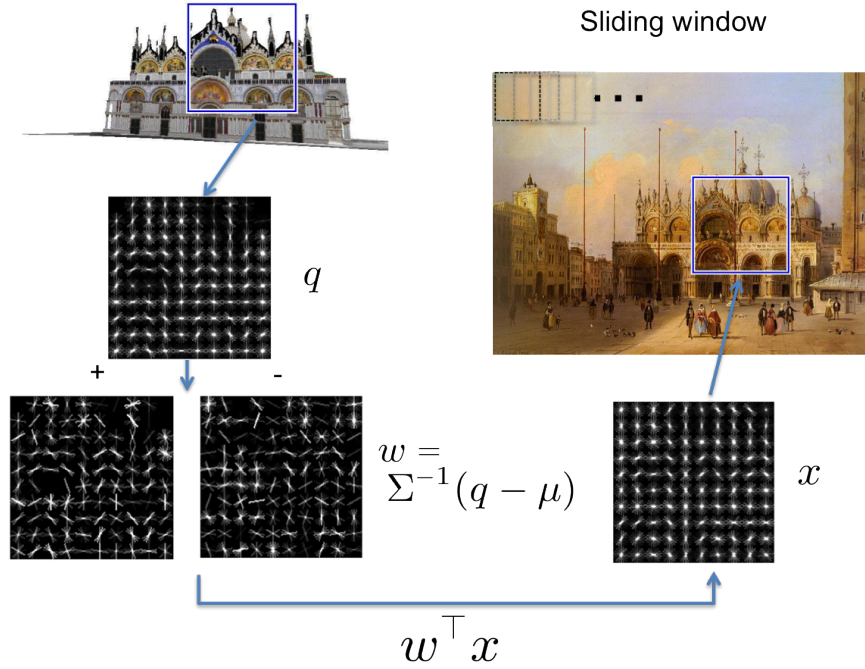 Sliding window
q
+ -
w =
Σ⁻¹(q − μ)
x
w⊤x